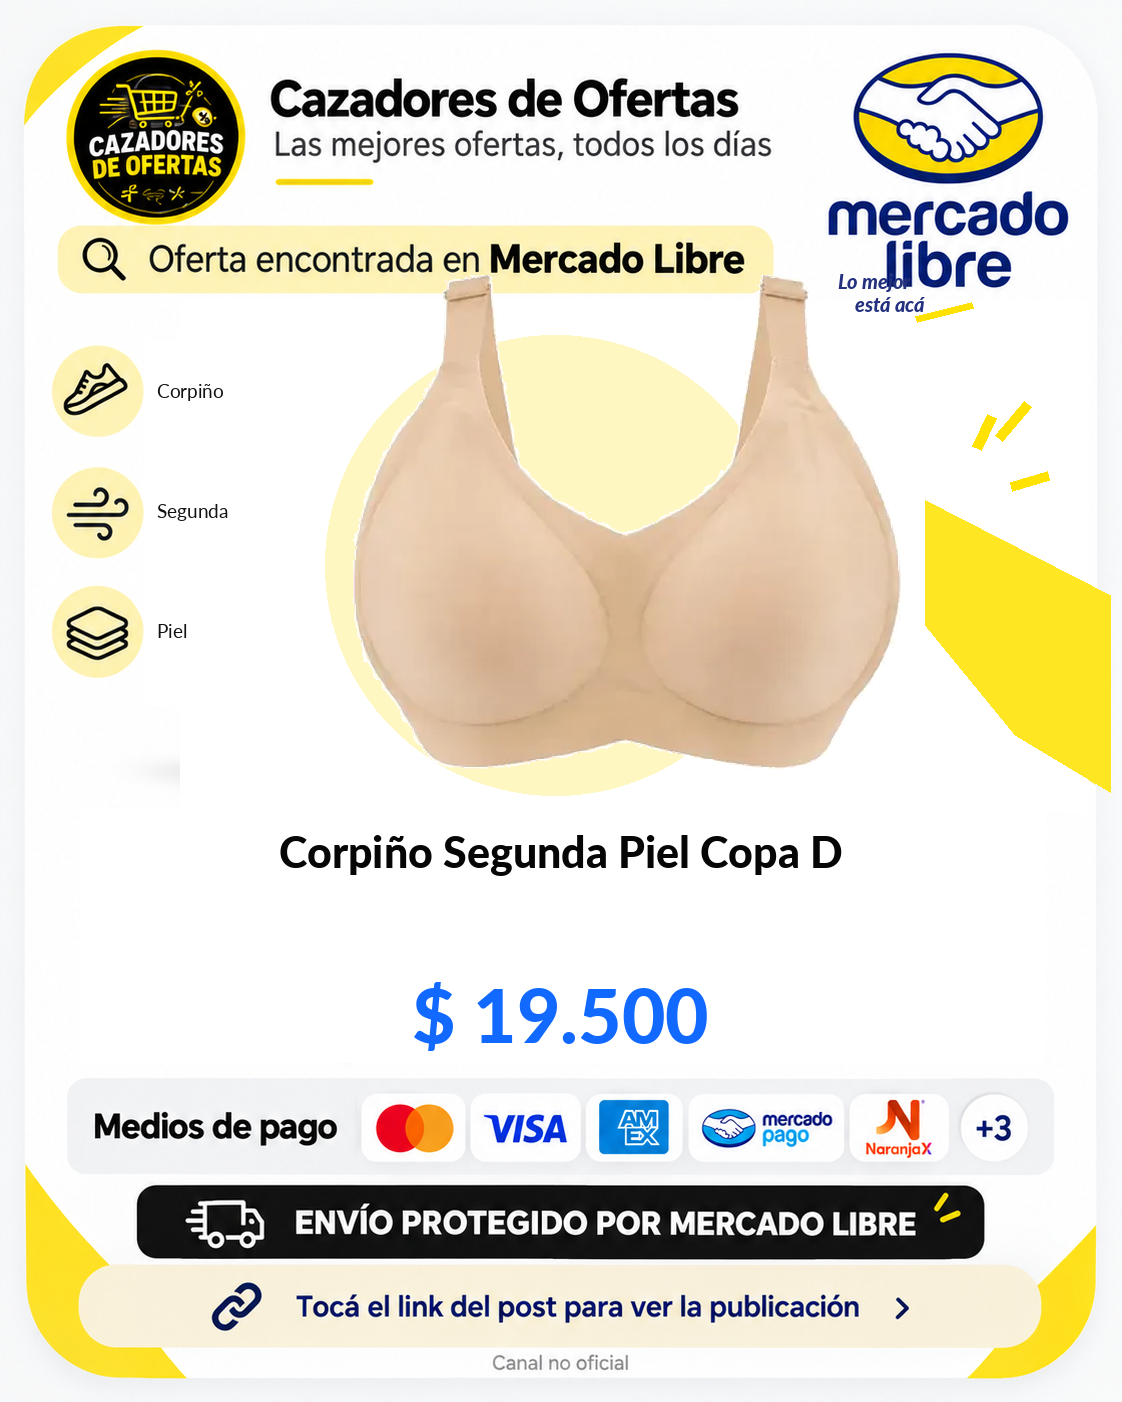 CAZADORES
DE OFERTAS
Cazadores de Ofertas
Las mejores ofertas, todos los días
mercado
libre
Lo mejor
está acá
Oferta encontrada en Mercado Libre
Corpiño
Segunda
Piel
Corpiño Segunda Piel Copa D
$ 19.500
Medios de pago
VISA
AM
EX
mercado
pago
NaranjaX
+3
ENVÍO PROTEGIDO POR MERCADO LIBRE
Tocá el link del post para ver la publicación
Canal no oficial